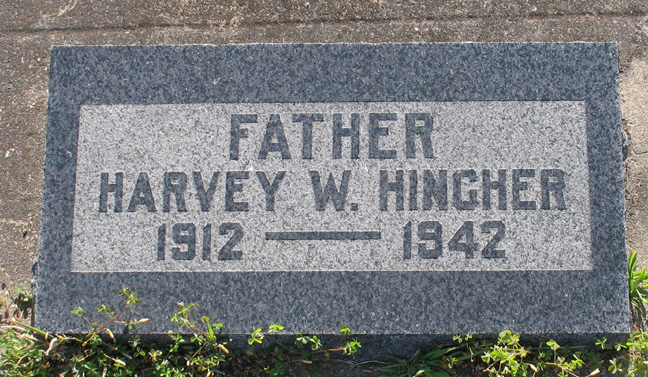 FATHER
HARVEY W. HINGHER
1912 — 1942